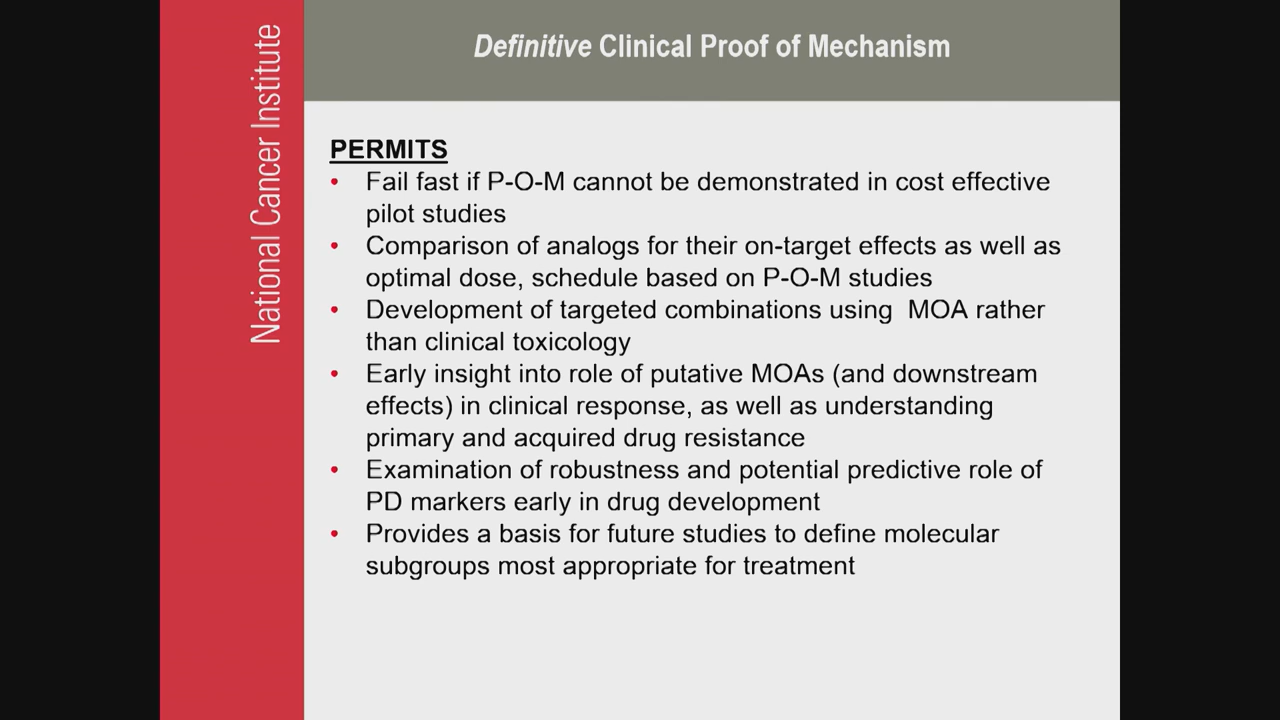 National Cancer Institute
Definitive Clinical Proof of Mechanism
PERMITS
• Fail fast if P-O-M cannot be demonstrated in cost effective
pilot studies
• Comparison of analogs for their on-target effects as well as
optimal dose, schedule based on P-O-M studies
• Development of targeted combinations using  MOA rather
than clinical toxicology
• Early insight into role of putative MOAs (and downstream
effects) in clinical response, as well as understanding
primary and acquired drug resistance
• Examination of robustness and potential predictive role of
PD markers early in drug development
• Provides a basis for future studies to define molecular
subgroups most appropriate for treatment